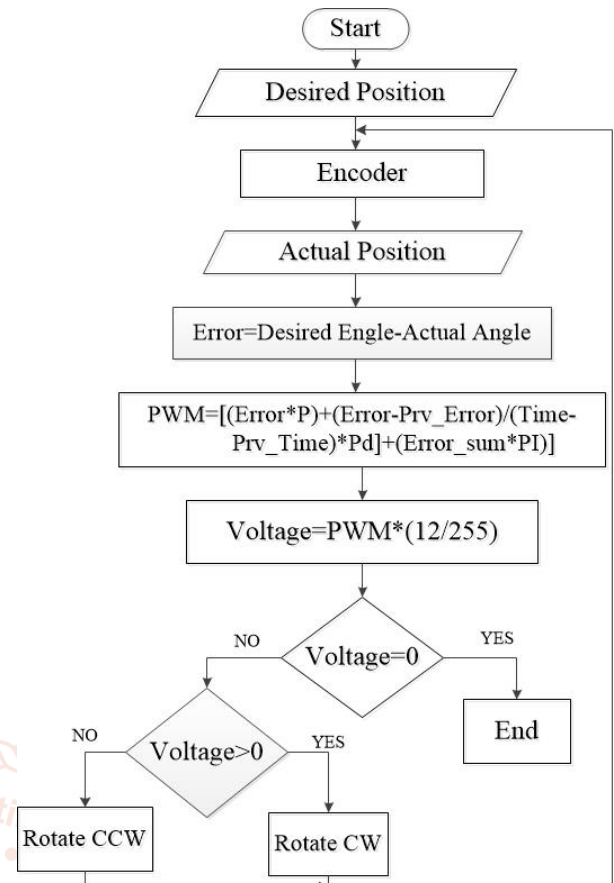 Start
Desired Position
Encoder
Actual Position
Error=Desired Engle-Actual Angle
PWM=[(Error*P)+(Error-Prv_Error)/(Time-
Prv_Time)*Pd]+(Error_sum*PI)]
Voltage=PWM*(12/255)
NO
Voltage=0
YES
End
NO
Voltage>0
YES
Rotate CCW
Rotate CW